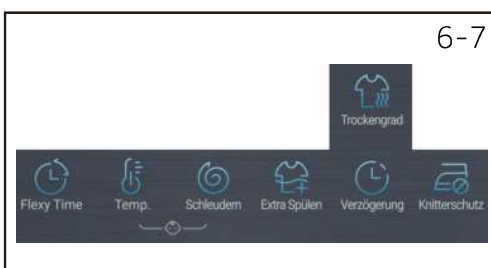 6-7
Trockengrad
Flexy Time Temp. Schleudern Extra Spülen Verzögerung Knitterschutz